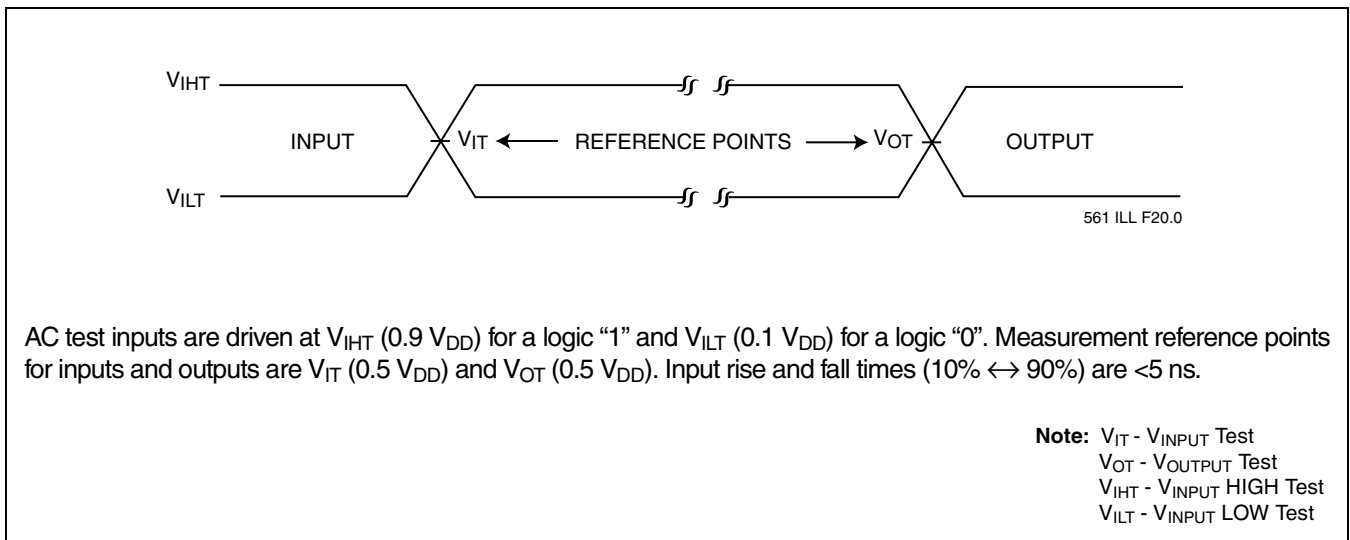 VIHT
INPUT VIT REFERENCE POINTS VOT OUTPUT
VILT
561 ILL F20.0
AC test inputs are driven at VIHT (0.9 VDD) for a logic “1” and VILT (0.1 VDD) for a logic “0”. Measurement reference points
for inputs and outputs are VIT (0.5 VDD) and VOT (0.5 VDD). Input rise and fall times (10% ↔ 90%) are <5 ns.
Note: VIT - VINPUT Test
VOT - VOUTPUT Test
VIHT - VINPUT HIGH Test
VILT - VINPUT LOW Test